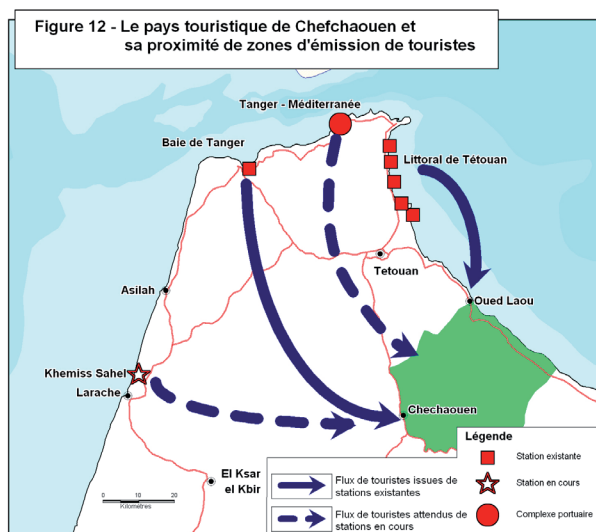 Figure 12 - Le pays touristique de Chefchaouen et
sa proximité de zones d'émission de touristes
Tanger - Méditerranée
Baie de Tanger
Littoral de Tétouan
Tetouan
Oued Laou
Asilah
Khemiss Sahel
Larache
Chechaouen
El Ksar
el Kbir
0 10 20
Kilomètres
Légende
Station existante
Station en cours
Complexe portuaire
Flux de touristes issues de
stations existantes
Flux de touristes attendus de
stations en cours